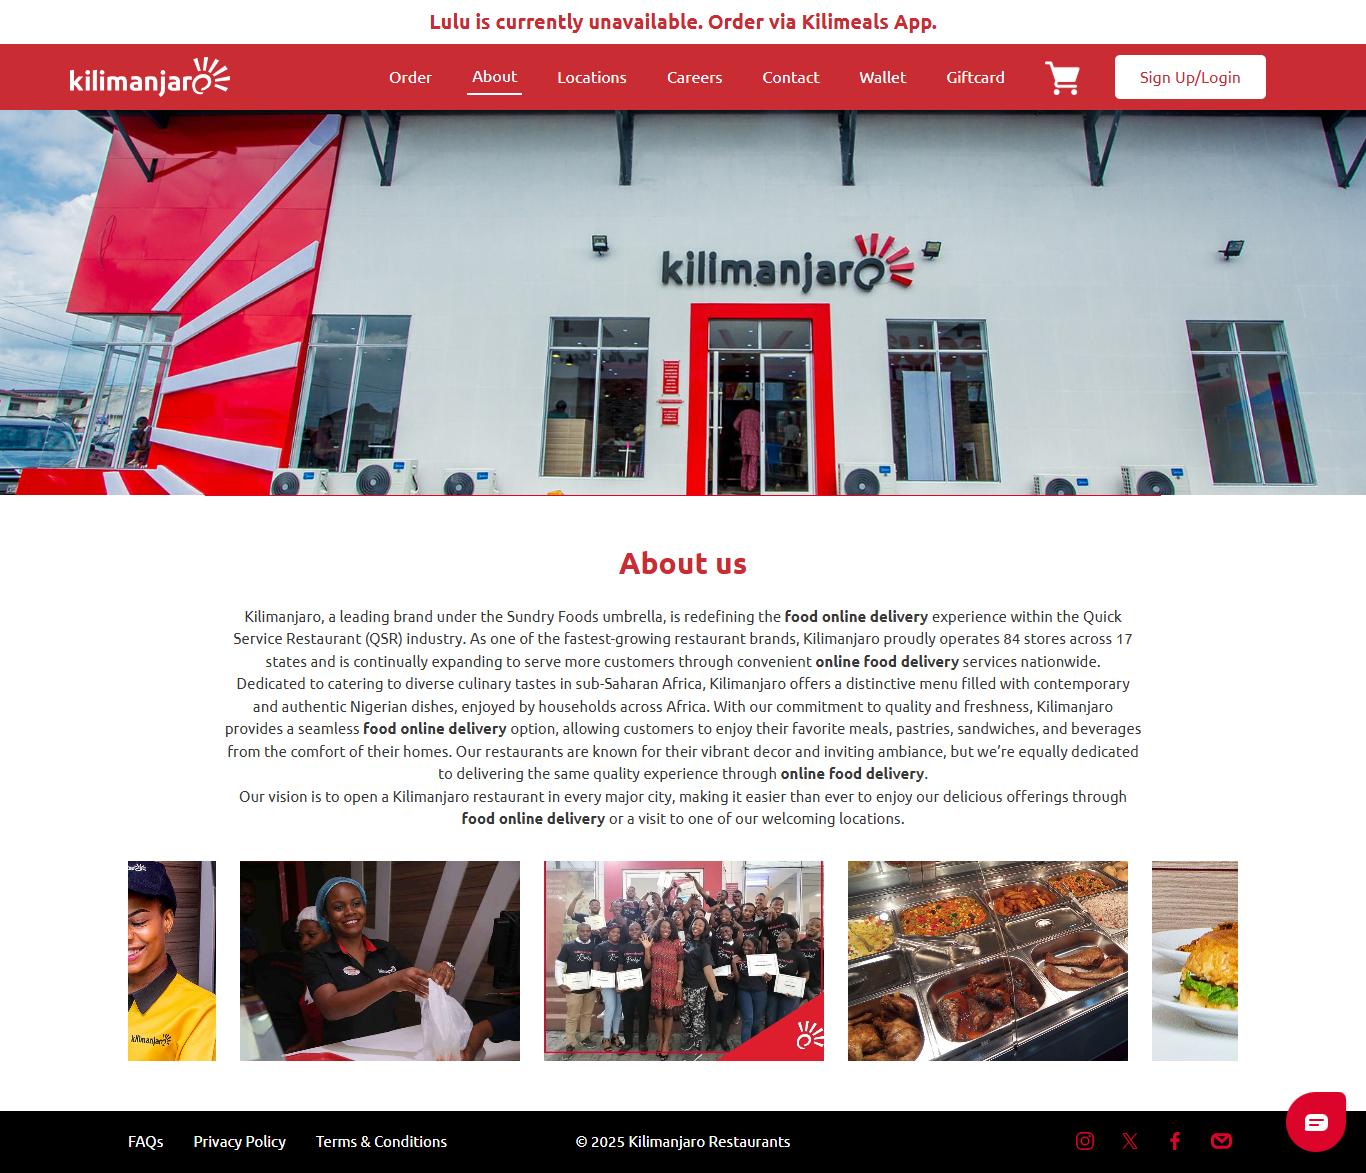 Lulu is currently unavailable. Order via Kilimeals App.
kilimanjaro
Order About Locations Careers Contact Wallet Giftcard Sign Up/Login
kilimanjaro
About us
Kilimanjaro, a leading brand under the Sundry Foods umbrella, is redefining the food online delivery experience within the Quick
Service Restaurant (QSR) industry. As one of the fastest-growing restaurant brands, Kilimanjaro proudly operates 84 stores across 17
states and is continually expanding to serve more customers through convenient online food delivery services nationwide.
Dedicated to catering to diverse culinary tastes in sub-Saharan Africa, Kilimanjaro offers a distinctive menu filled with contemporary
and authentic Nigerian dishes, enjoyed by households across Africa. With our commitment to quality and freshness, Kilimanjaro
provides a seamless food online delivery option, allowing customers to enjoy their favorite meals, pastries, sandwiches, and beverages
from the comfort of their homes. Our restaurants are known for their vibrant decor and inviting ambiance, but we’re equally dedicated
to delivering the same quality experience through online food delivery.
Our vision is to open a Kilimanjaro restaurant in every major city, making it easier than ever to enjoy our delicious offerings through
food online delivery or a visit to one of our welcoming locations.
kilimanjaro
FAQs Privacy Policy Terms & Conditions © 2025 Kilimanjaro Restaurants